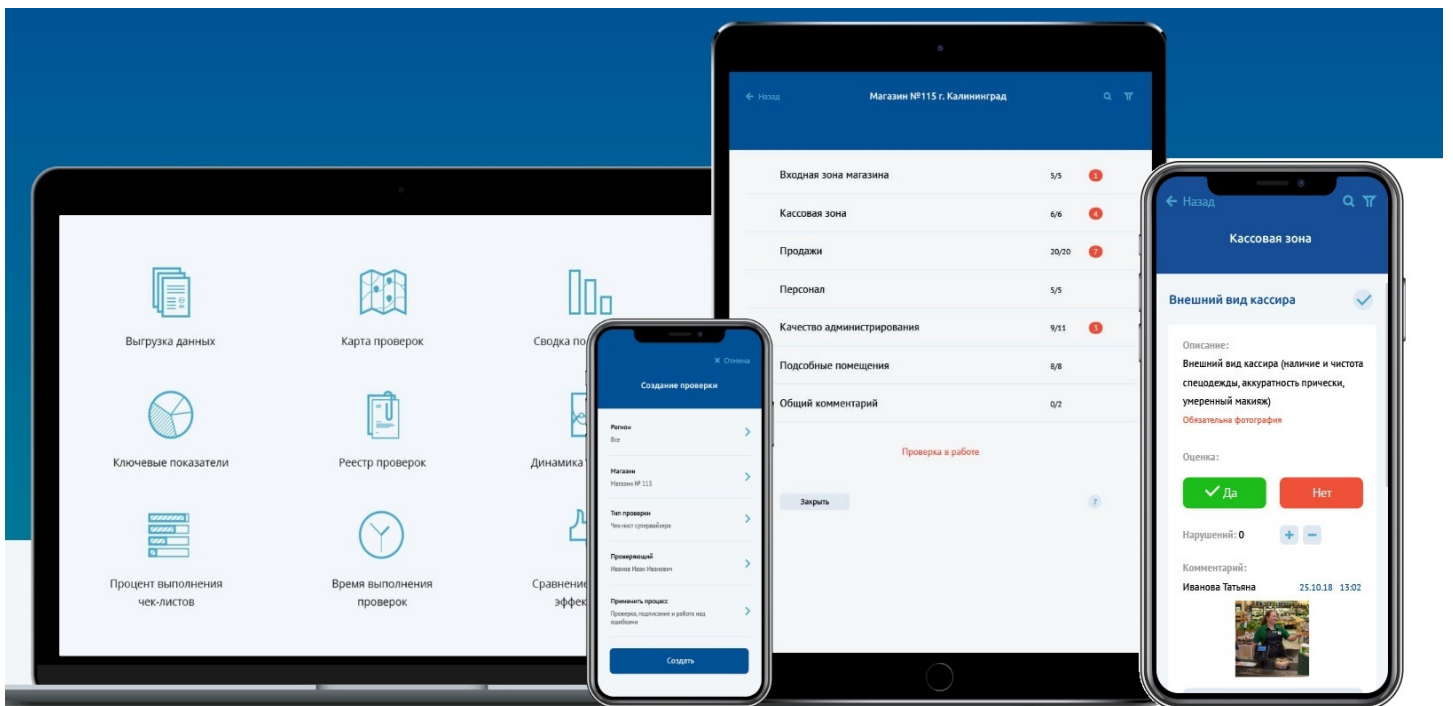 Выгрузка данных
Карта проверок
Сводка по
Ключевые показатели
Реестр проверок
Динамика
Процент выполнения
чек-листов
Время выполнения
проверок
Сравнение
эффек
× Отмена
Создание проверки
Регион
Все
Магазин
Магазин № 113
Тип проверки
Чек-лист супервайзера
Проверяющий
Иванов Иван Иванович
Применить процесс
Проверка, подписание и работа над
ошибками
Создать
← Назад
Магазин №115 г. Калининград
Входная зона магазина 5/5 1
Кассовая зона 6/6 4
Продажи 20/20 7
Персонал 5/5
Качество администрирования 9/11 3
Подсобные помещения 8/8
Общий комментарий 0/2
Проверка в работе
Закрыть ?
← Назад
Кассовая зона
Внешний вид кассира
Описание:
Внешний вид кассира (наличие и чистота
спецодежды, аккуратность прически,
умеренный макияж)
Обязательна фотография
Оценка:
Да Нет
Нарушений: 0 + −
Комментарий:
Иванова Татьяна 25.10.18 13:02